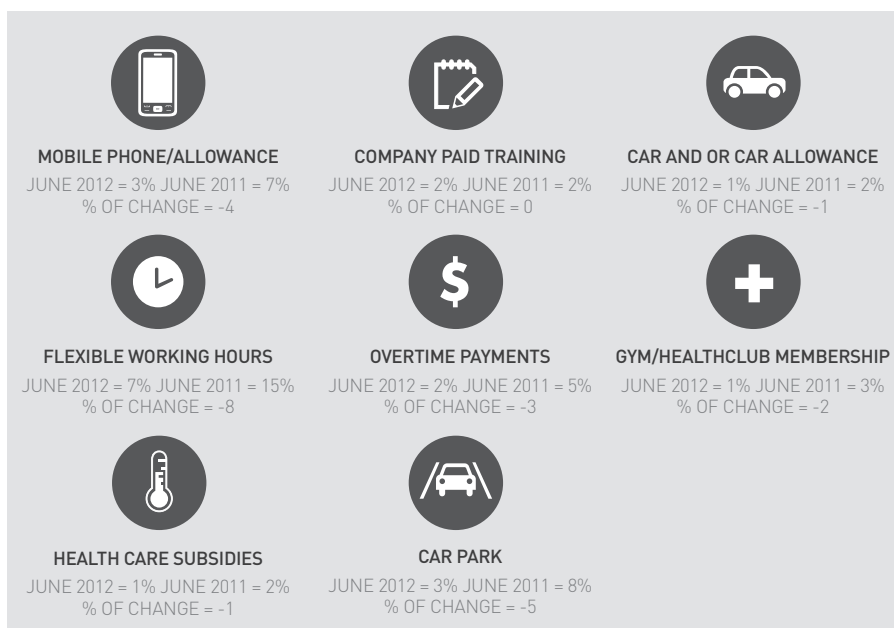 MOBILE PHONE/ALLOWANCE
JUNE 2012 = 3% JUNE 2011 = 7%
% OF CHANGE = -4
COMPANY PAID TRAINING
JUNE 2012 = 2% JUNE 2011 = 2%
% OF CHANGE = 0
CAR AND OR CAR ALLOWANCE
JUNE 2012 = 1% JUNE 2011 = 2%
% OF CHANGE = -1
FLEXIBLE WORKING HOURS
JUNE 2012 = 7% JUNE 2011 = 15%
% OF CHANGE = -8
$
OVERTIME PAYMENTS
JUNE 2012 = 2% JUNE 2011 = 5%
% OF CHANGE = -3
GYM/HEALTHCLUB MEMBERSHIP
JUNE 2012 = 1% JUNE 2011 = 3%
% OF CHANGE = -2
HEALTH CARE SUBSIDIES
JUNE 2012 = 1% JUNE 2011 = 2%
% OF CHANGE = -1
CAR PARK
JUNE 2012 = 3% JUNE 2011 = 8%
% OF CHANGE = -5